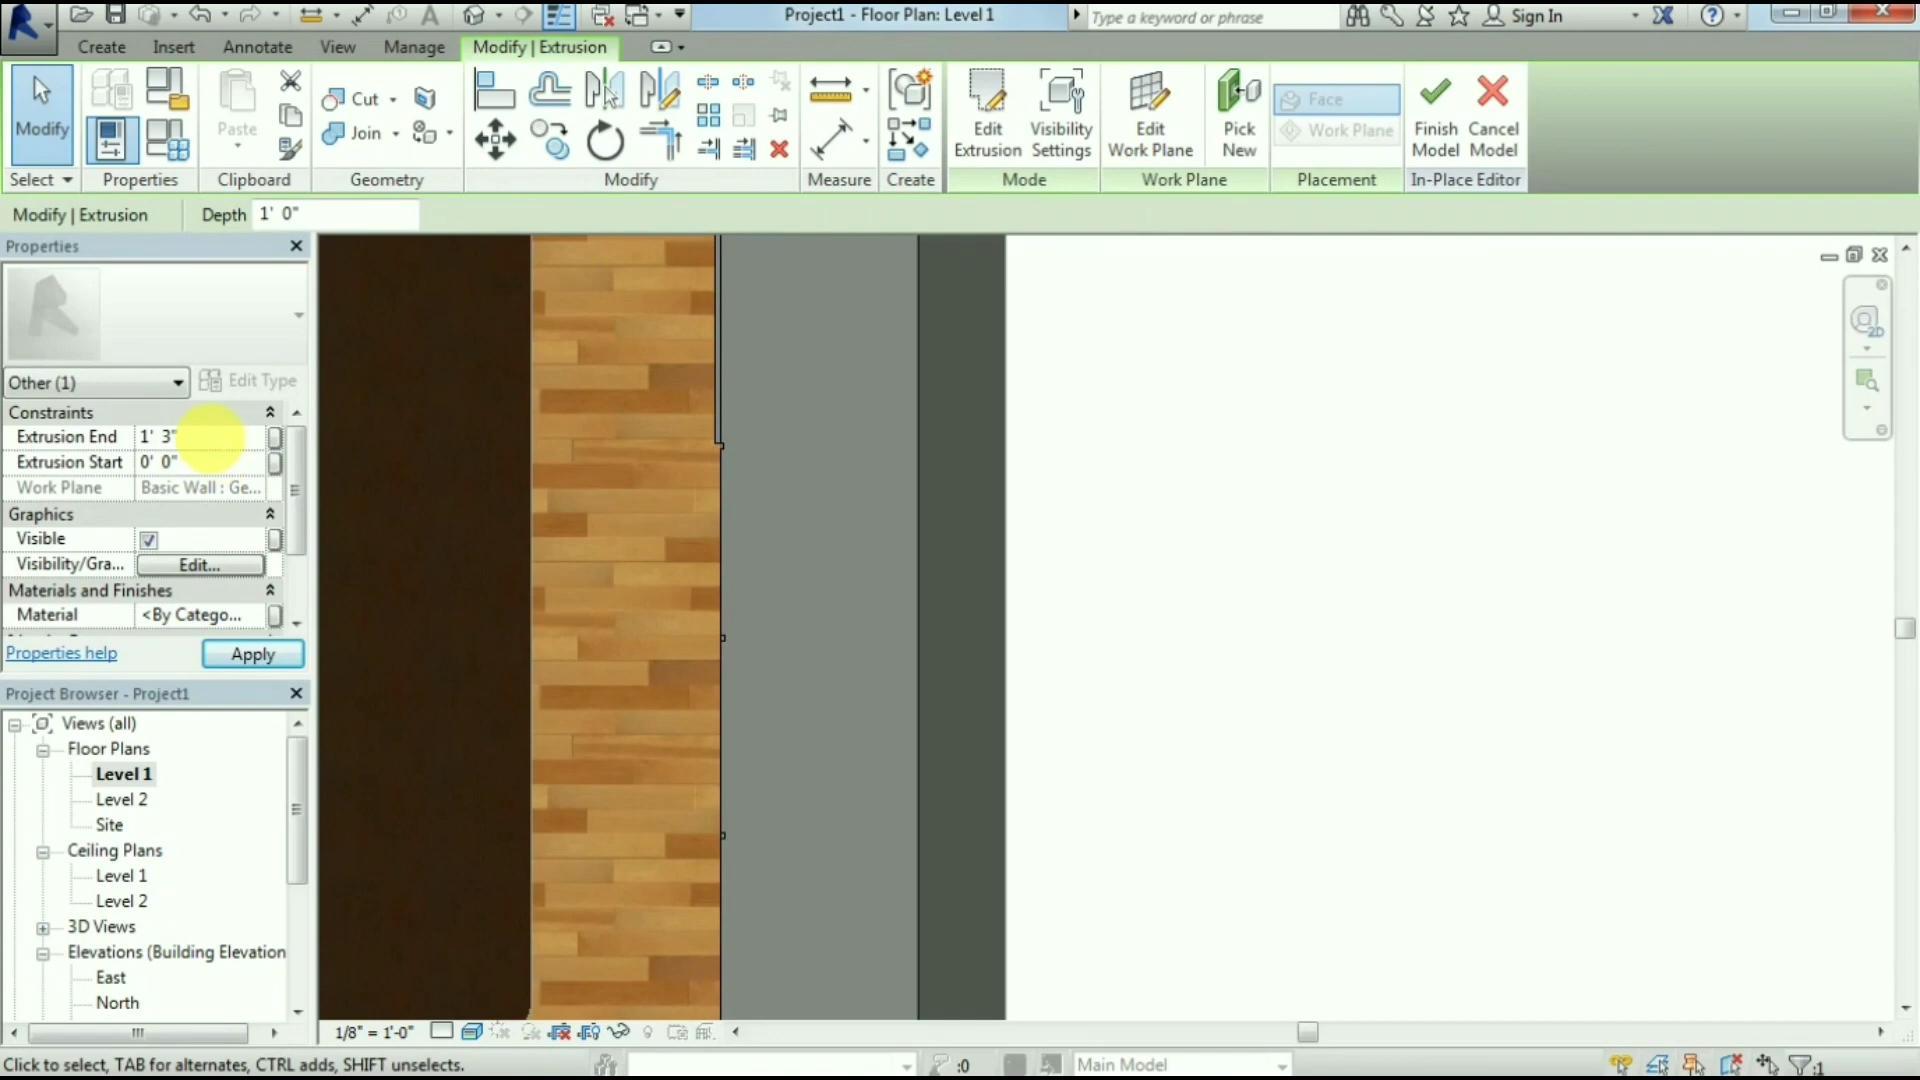 Project1 - Floor Plan: Level 1
Type a keyword or phrase
Sign In
Create
Insert
Annotate
View
Manage
Modify | Extrusion
Modify
Paste
Cut
Join
Edit Extrusion
Visibility Settings
Edit Work Plane
Pick New
Face
Work Plane
Finish Model
Cancel Model
Select
Properties
Clipboard
Geometry
Modify
Measure
Create
Mode
Work Plane
Placement
In-Place Editor
Modify | Extrusion
Depth 1' 0"
Properties
Other (1)
Edit Type
Constraints
Extrusion End 1' 3"
Extrusion Start 0' 0"
Work Plane Basic Wall : Ge...
Graphics
Visible
Visibility/Gra... Edit...
Materials and Finishes
Material <By Catego...
Properties help
Apply
Project Browser - Project1
Views (all)
Floor Plans
Level 1
Level 2
Site
Ceiling Plans
Level 1
Level 2
3D Views
Elevations (Building Elevation
East
North
2D
1/8" = 1'-0"
Click to select, TAB for alternates, CTRL adds, SHIFT unselects.
:0
Main Model
:1